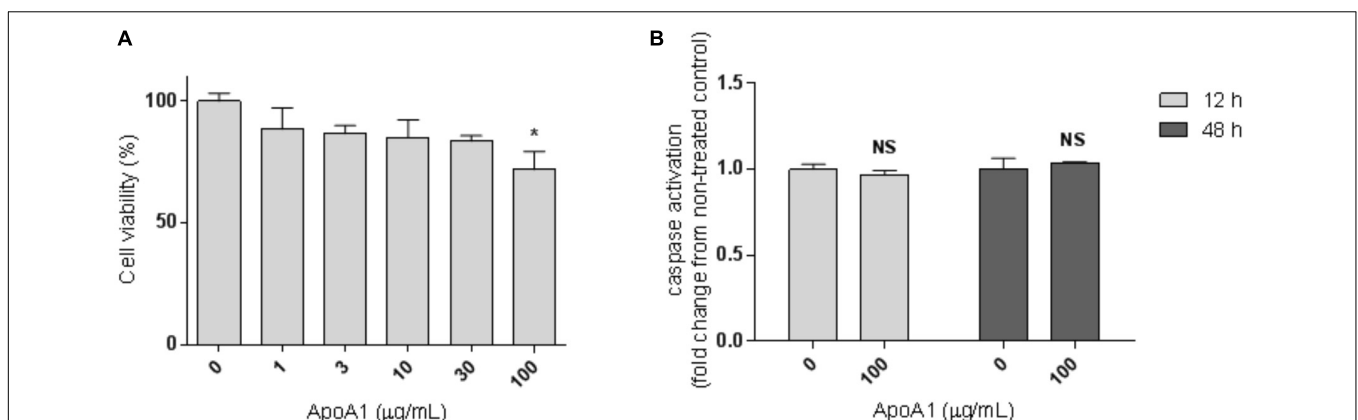 A
Cell viability (%)
100
50
0
*
0 1 3 10 30 100
ApoA1 (µg/mL)
B
caspase activation
(fold change from non-treated control)
1.5
1.0
0.5
0.0
NS
NS
0 100 0 100
ApoA1 (µg/mL)
12 h
48 h